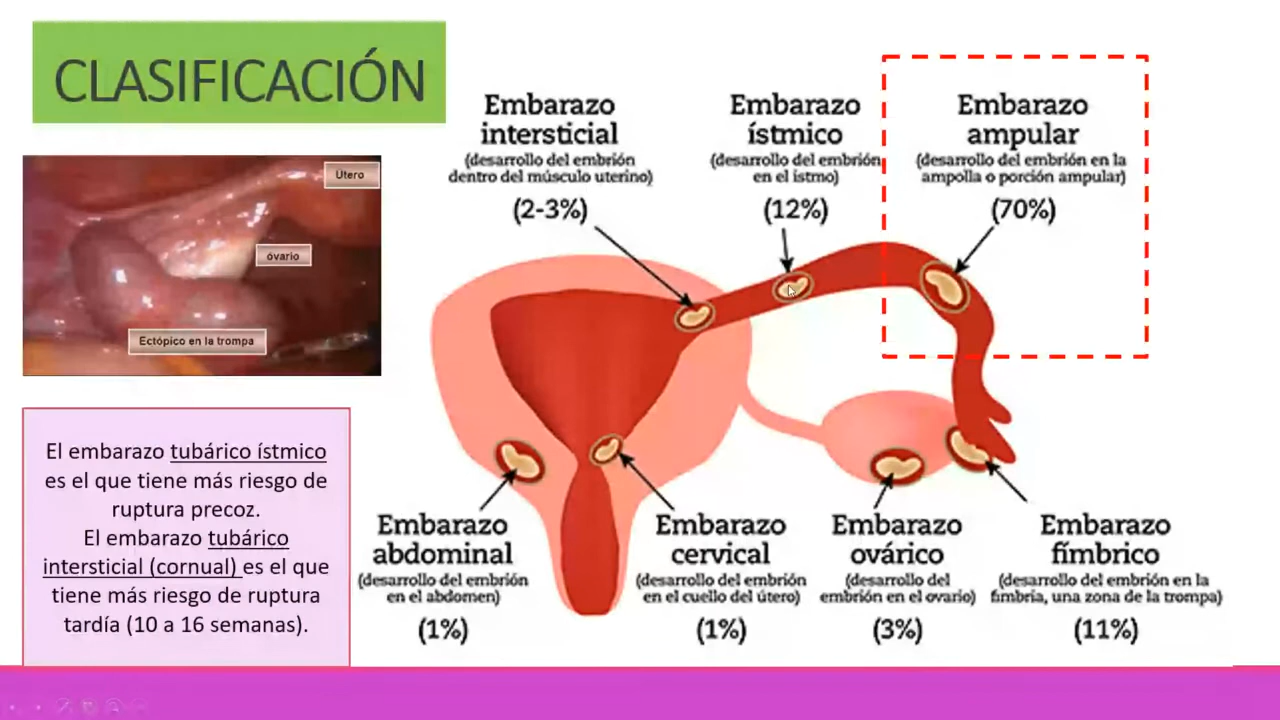 CLASIFICACIÓN
Útero
ovario
Ectópico en la trompa
El embarazo tubárico ístmico
es el que tiene más riesgo de
ruptura precoz.
El embarazo tubárico
intersticial (cornual) es el que
tiene más riesgo de ruptura
tardía (10 a 16 semanas).
Embarazo
intersticial
(desarrollo del embrión
dentro del músculo uterino)
(2-3%)
Embarazo
ístmico
(desarrollo del embrión
en el istmo)
(12%)
Embarazo
ampular
(desarrollo del embrión en la
ampolla o porción ampular)
(70%)
Embarazo
abdominal
(desarrollo del embrión
en el abdomen)
(1%)
Embarazo
cervical
(desarrollo del embrión
en el cuello del útero)
(1%)
Embarazo
ovárico
(desarrollo del
embrión en el ovario)
(3%)
Embarazo
fímbrico
(desarrollo del embrión en la
fimbria, una zona de la trompa)
(11%)